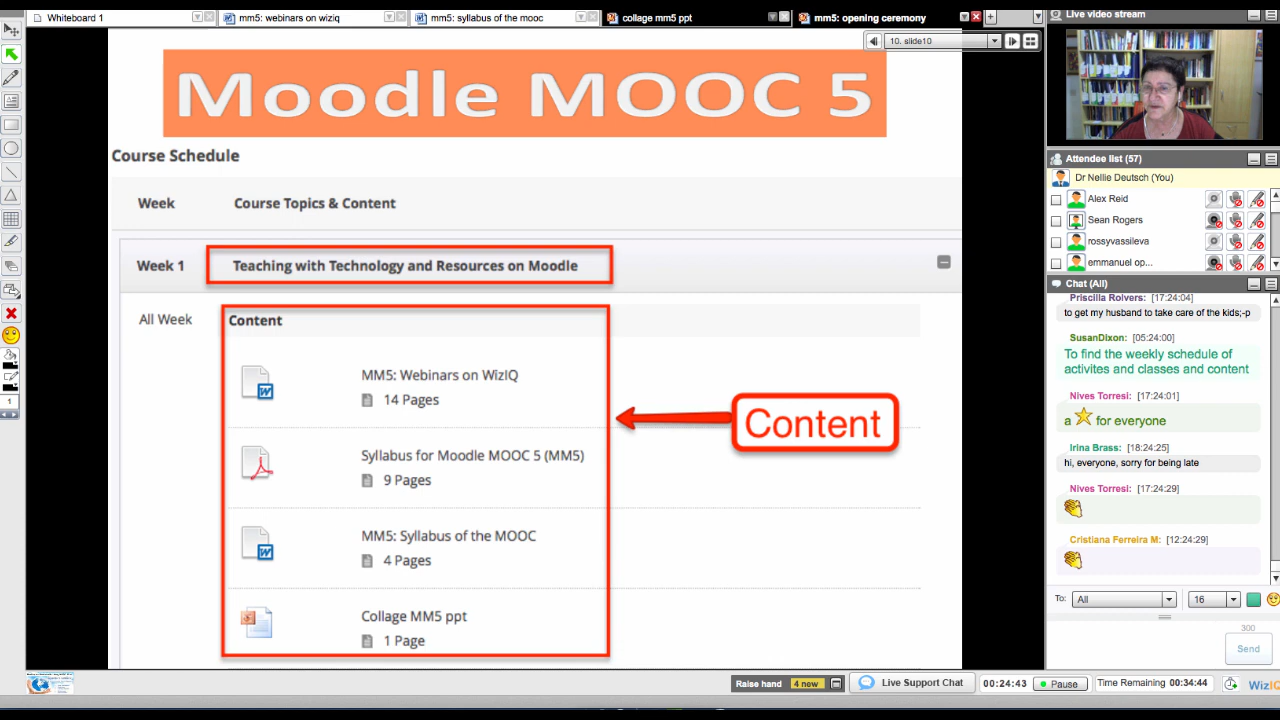 Whiteboard 1
mm5: webinars on wiziq
mm5: syllabus of the mooc
collage mm5 ppt
mm5: opening ceremony
Live video stream
10. slide10
Moodle MOOC 5
Course Schedule
Week Course Topics & Content
Week 1 Teaching with Technology and Resources on Moodle
All Week Content
MM5: Webinars on WizIQ
14 Pages
Syllabus for Moodle MOOC 5 (MM5)
9 Pages
MM5: Syllabus of the MOOC
4 Pages
Collage MM5 ppt
1 Page
Content
Attendee list (57)
Dr Nellie Deutsch (You)
Alex Reid
Sean Rogers
rossyvassileva
emmanuel op...
Chat (All)
Priscilla Rolvers: [17:24:04]
to get my husband to take care of the kids;-p
SusanDixon: [05:24:00]
To find the weekly schedule of
activites and classes and content
Nives Torresi: [17:24:01]
a for everyone
Irina Brass: [18:24:25]
hi, everyone, sorry for being late
Nives Torresi: [17:24:29]
Cristiana Ferreira M: [12:24:29]
To: All 16
300
Send
1
Raise hand 4 new
Live Support Chat
00:24:43
Pause
Time Remaining 00:34:44
WizIQ